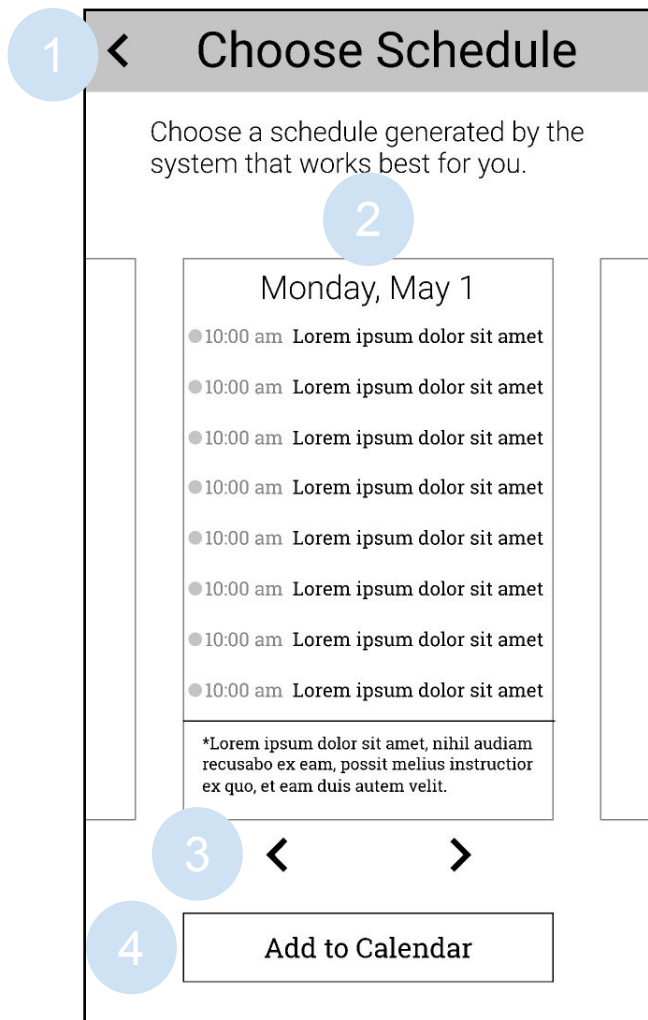 1
Choose Schedule
Choose a schedule generated by the
system that works best for you.
2
Monday, May 1
10:00 am Lorem ipsum dolor sit amet
10:00 am Lorem ipsum dolor sit amet
10:00 am Lorem ipsum dolor sit amet
10:00 am Lorem ipsum dolor sit amet
10:00 am Lorem ipsum dolor sit amet
10:00 am Lorem ipsum dolor sit amet
10:00 am Lorem ipsum dolor sit amet
10:00 am Lorem ipsum dolor sit amet
*Lorem ipsum dolor sit amet, nihil audiam
recusabo ex eam, possit melius instructior
ex quo, et eam duis autem velit.
3
4
Add to Calendar